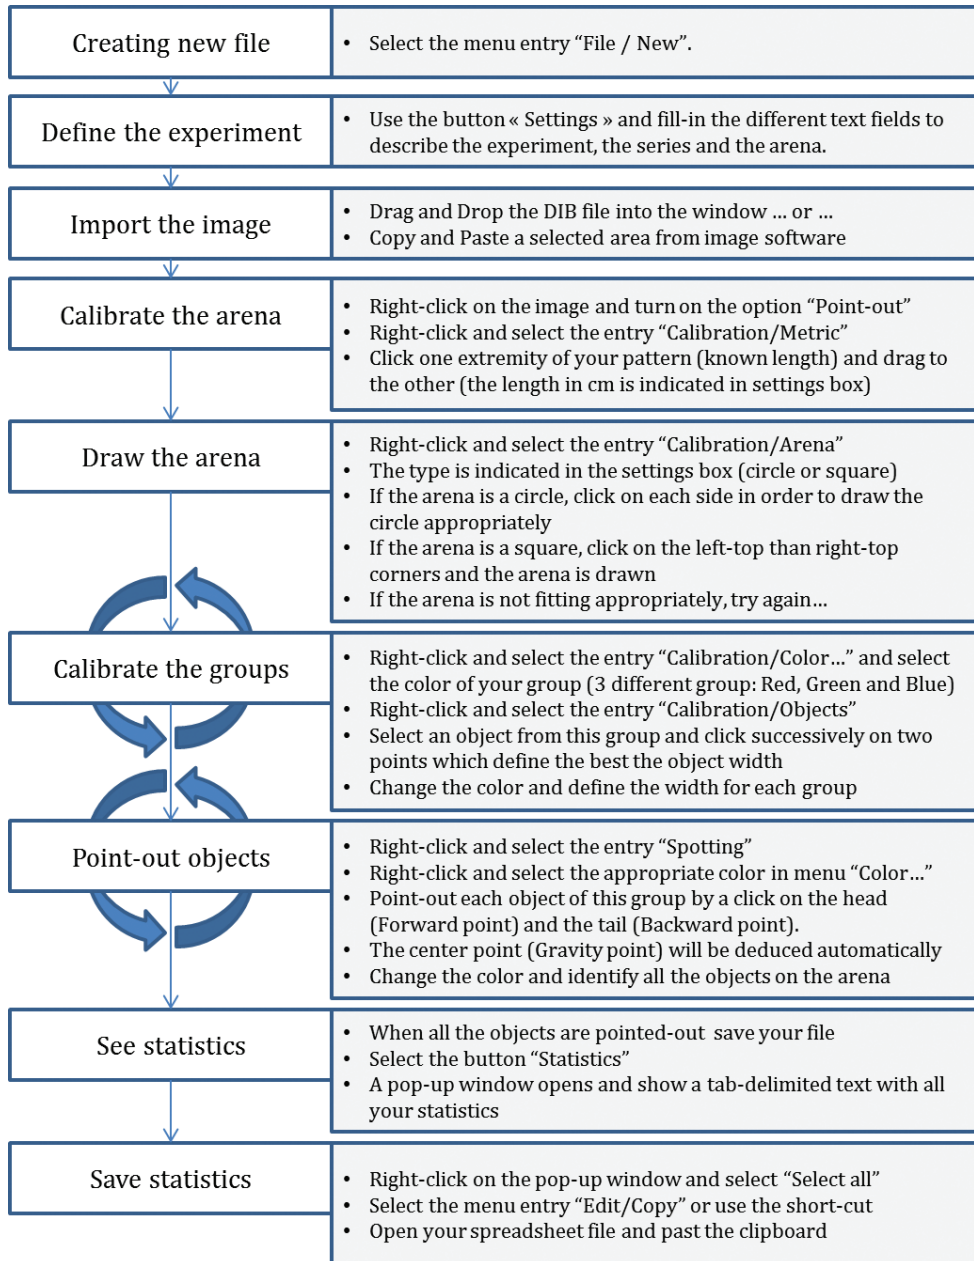 Creating new file
• Select the menu entry “File / New”.
Define the experiment
• Use the button « Settings » and fill-in the different text fields to
describe the experiment, the series and the arena.
Import the image
• Drag and Drop the DIB file into the window ... or ...
• Copy and Paste a selected area from image software
Calibrate the arena
• Right-click on the image and turn on the option “Point-out”
• Right-click and select the entry “Calibration/Metric”
• Click one extremity of your pattern (known length) and drag to
the other (the length in cm is indicated in settings box)
Draw the arena
• Right-click and select the entry “Calibration/Arena”
• The type is indicated in the settings box (circle or square)
• If the arena is a circle, click on each side in order to draw the
circle appropriately
• If the arena is a square, click on the left-top than right-top
corners and the arena is drawn
• If the arena is not fitting appropriately, try again…
Calibrate the groups
• Right-click and select the entry “Calibration/Color…” and select
the color of your group (3 different group: Red, Green and Blue)
• Right-click and select the entry “Calibration/Objects”
• Select an object from this group and click successively on two
points which define the best the object width
• Change the color and define the width for each group
Point-out objects
• Right-click and select the entry “Spotting”
• Right-click and select the appropriate color in menu “Color…”
• Point-out each object of this group by a click on the head
(Forward point) and the tail (Backward point).
• The center point (Gravity point) will be deduced automatically
• Change the color and identify all the objects on the arena
See statistics
• When all the objects are pointed-out save your file
• Select the button “Statistics”
• A pop-up window opens and show a tab-delimited text with all
your statistics
Save statistics
• Right-click on the pop-up window and select “Select all”
• Select the menu entry “Edit/Copy” or use the short-cut
• Open your spreadsheet file and past the clipboard